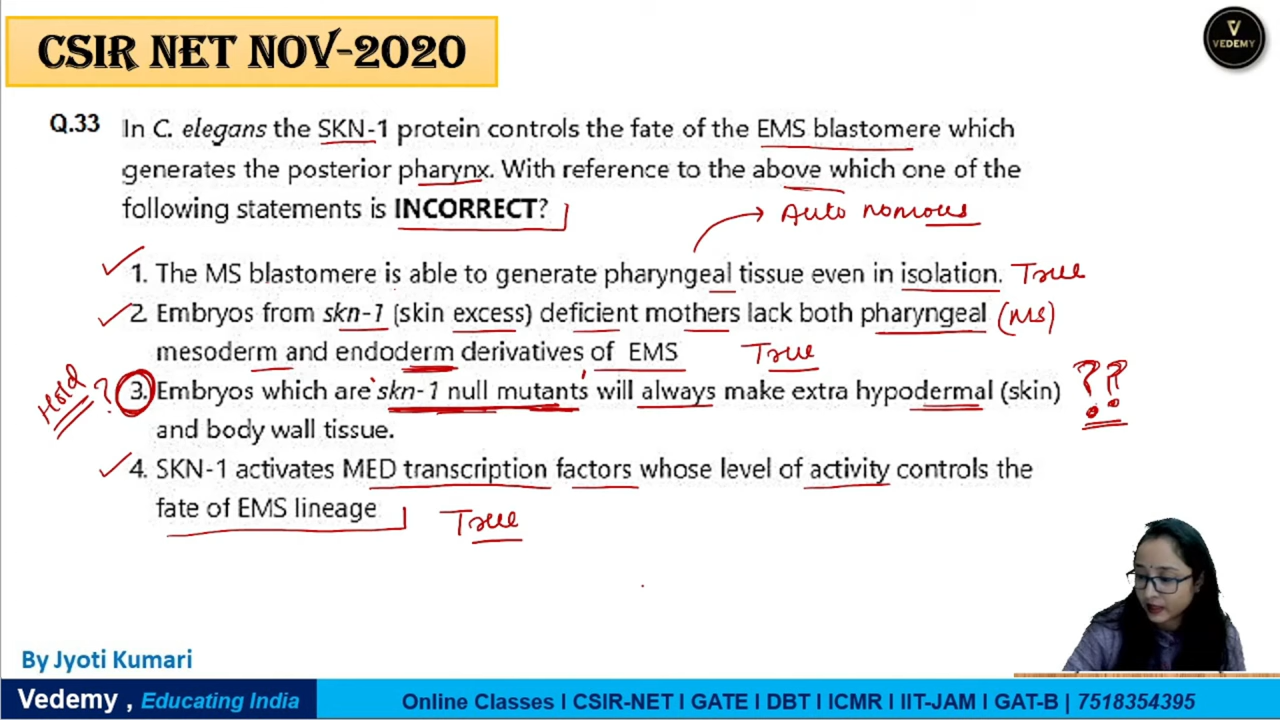 CSIR NET NOV-2020
VEDEMY
Q.33 In C. elegans the SKN-1 protein controls the fate of the EMS blastomere which
generates the posterior pharynx. With reference to the above which one of the
following statements is INCORRECT?
Autonomous
1. The MS blastomere is able to generate pharyngeal tissue even in isolation. True
2. Embryos from skn-1 (skin excess) deficient mothers lack both pharyngeal (MS)
mesoderm and endoderm derivatives of EMS True
Hold ?
3. Embryos which are 'skn-1 null mutants' will always make extra hypodermal (skin) ??
and body wall tissue.
4. SKN-1 activates MED transcription factors whose level of activity controls the
fate of EMS lineage True
By Jyoti Kumari
Vedemy , Educating India
Online Classes I CSIR-NET I GATE I DBT I ICMR I IIT-JAM I GAT-B | 7518354395